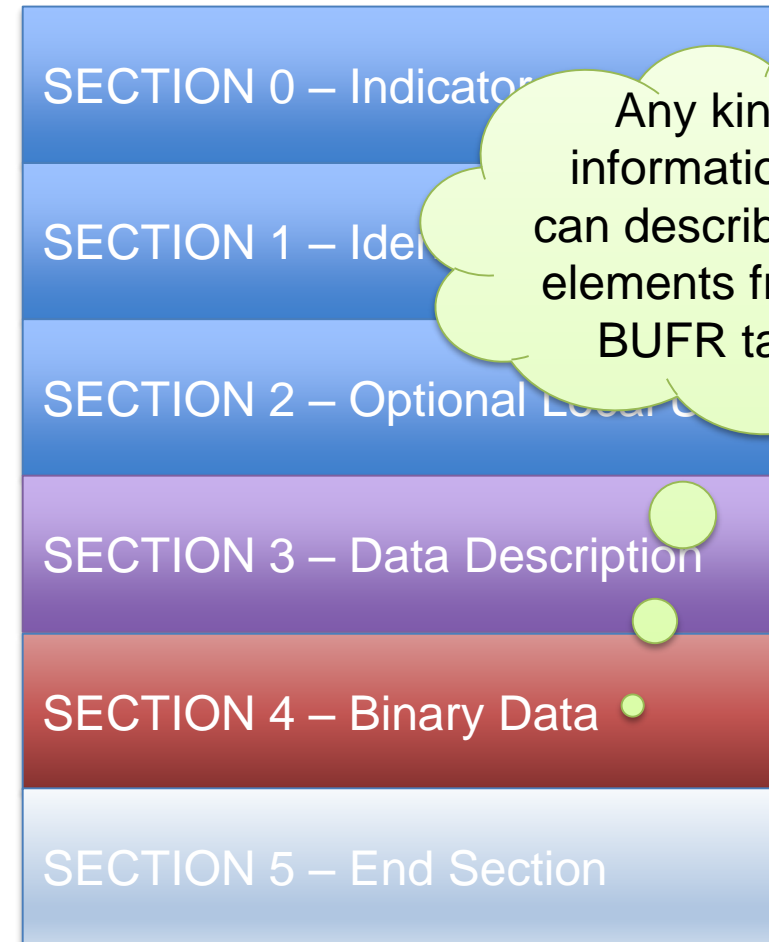 SECTION 0 – Indicator
Any kin
informatio
can describ
elements fr
BUFR ta
SECTION 1 – Ide
SECTION 2 – Optional Local U
SECTION 3 – Data Description
SECTION 4 – Binary Data
SECTION 5 – End Section